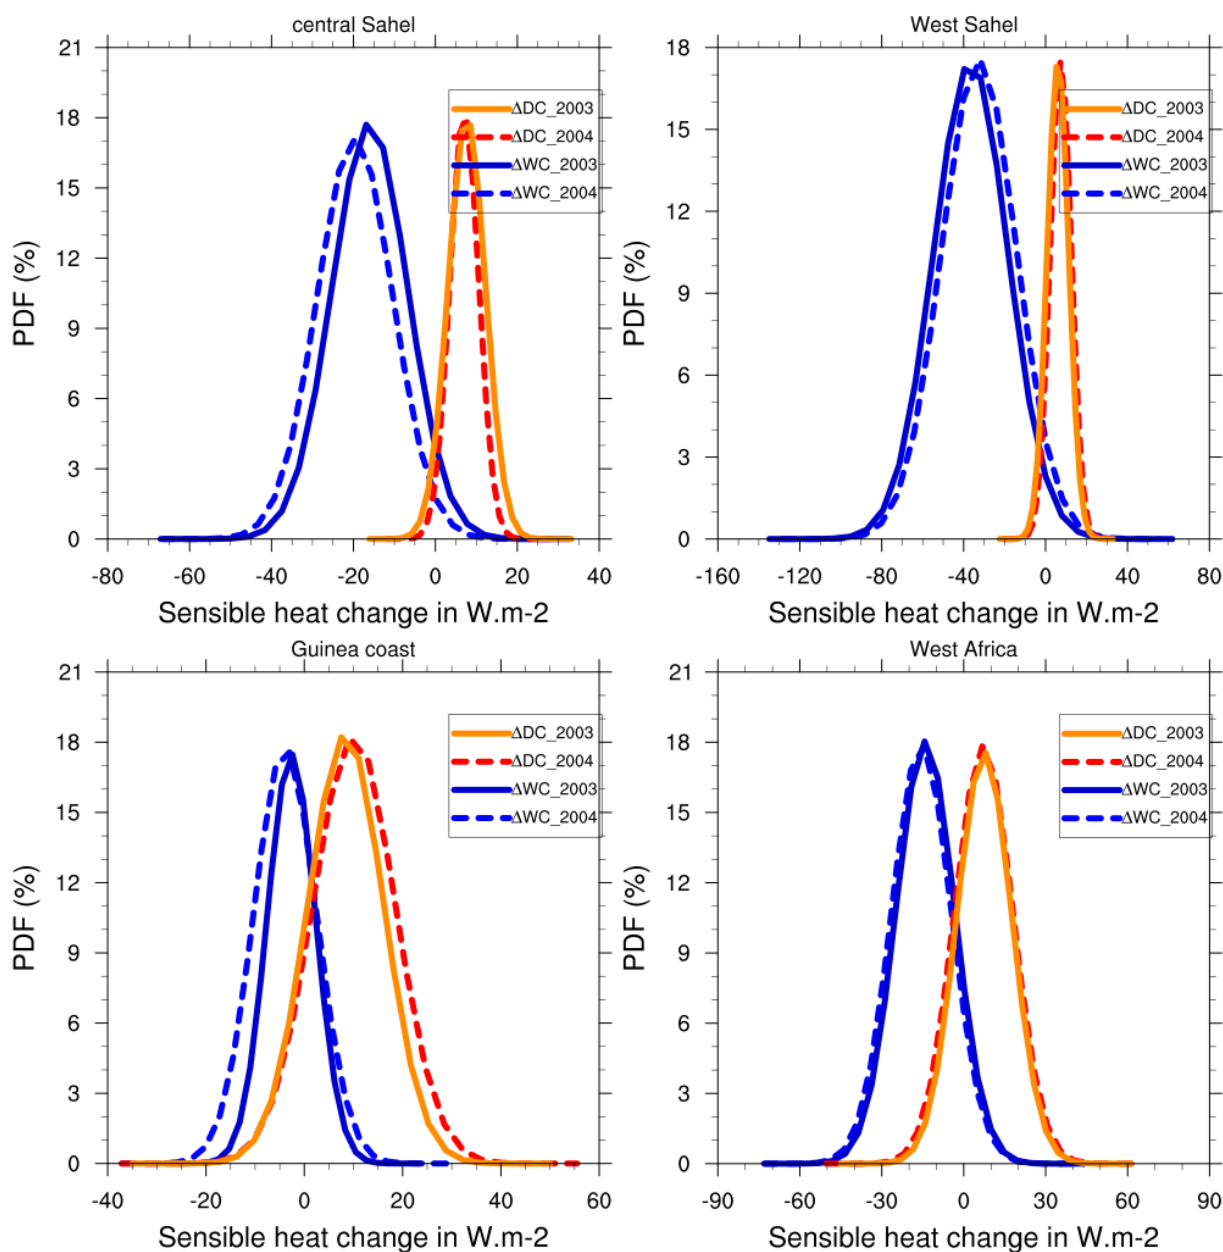 central Sahel
PDF (%)
21
18
15
12
9
6
3
0
ΔDC_2003
ΔDC_2004
ΔWC_2003
ΔWC_2004
-80 -60 -40 -20 0 20 40
Sensible heat change in W.m-2
West Sahel
PDF (%)
18
15
12
9
6
3
0
ΔDC_2003
ΔDC_2004
ΔWC_2003
ΔWC_2004
-160 -120 -80 -40 0 40 80
Sensible heat change in W.m-2
Guinea coast
PDF (%)
21
18
15
12
9
6
3
0
ΔDC_2003
ΔDC_2004
ΔWC_2003
ΔWC_2004
-40 -20 0 20 40 60
Sensible heat change in W.m-2
West Africa
PDF (%)
21
18
15
12
9
6
3
0
ΔDC_2003
ΔDC_2004
ΔWC_2003
ΔWC_2004
-90 -60 -30 0 30 60 90
Sensible heat change in W.m-2